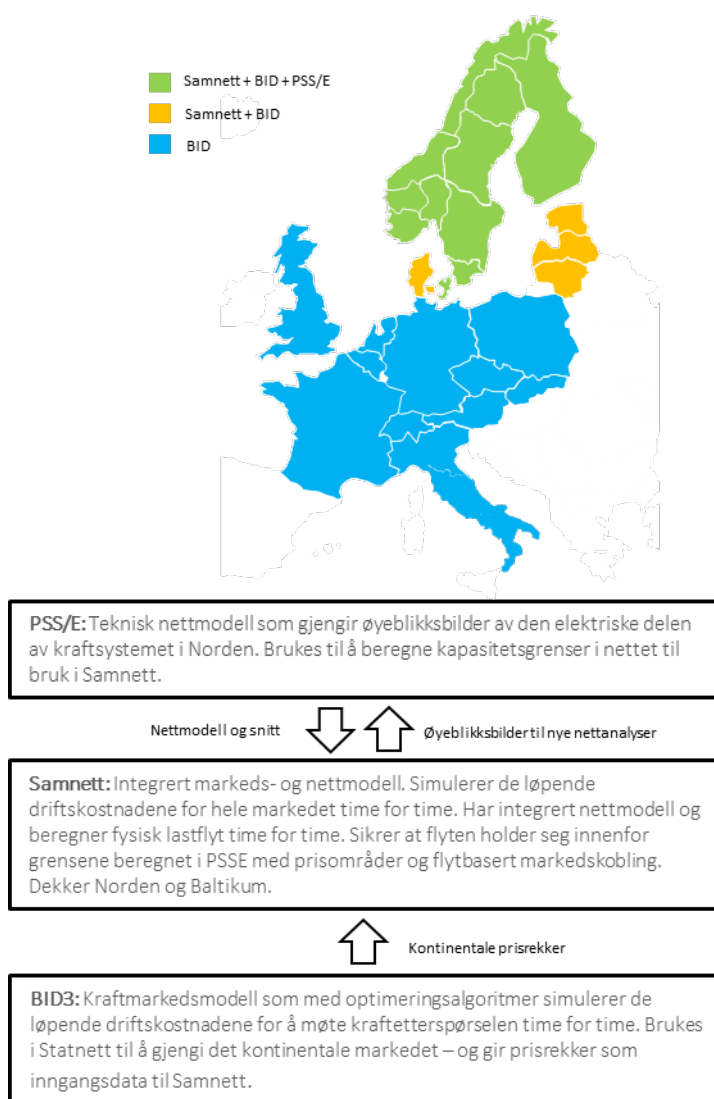 Samnett + BID + PSS/E
Samnett + BID
BID
PSS/E: Teknisk nettmodell som gjengir øyeblikksbilder av den elektriske delen
av kraftsystemet i Norden. Brukes til å beregne kapasitetsgrenser i nettet til
bruk i Samnett.
Nettmodell og snitt
Øyeblikksbilder til nye nettanalyser
Samnett: Integrert markeds- og nettmodell. Simulerer de løpende
driftskostnadene for hele markedet time for time. Har integrert nettmodell og
beregner fysisk lastflyt time for time. Sikrer at flyten holder seg innenfor
grensene beregnet i PSSE med prisområder og flytbasert markedskobling.
Dekker Norden og Baltikum.
Kontinentale prisrekker
BID3: Kraftmarkedsmodell som med optimeringsalgoritmer simulerer de
løpende driftskostnadene for å møte kraftetterspørselen time for time. Brukes
i Statnett til å gjengi det kontinentale markedet – og gir prisrekker som
inngangsdata til Samnett.